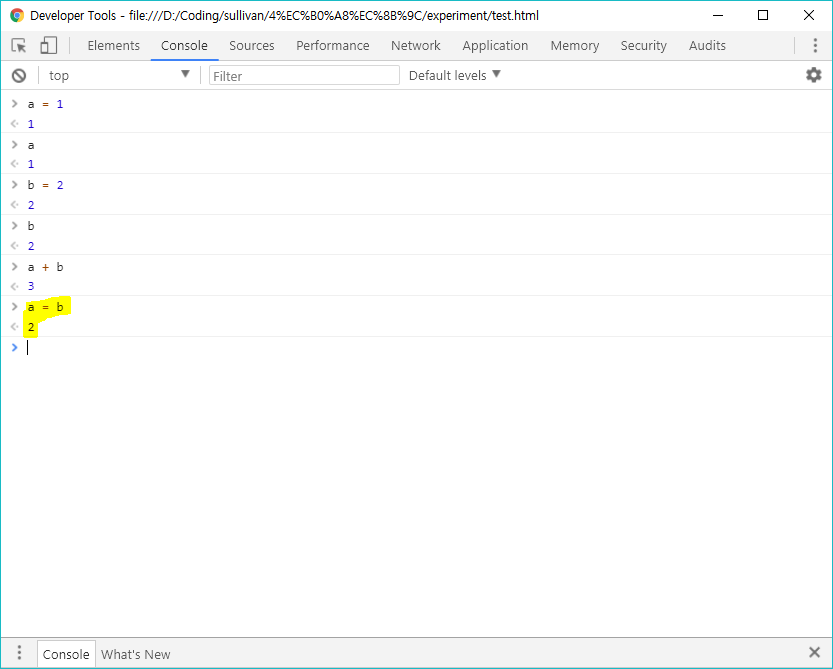 Developer Tools - file:///D:/Coding/sullivan/4%EC%B0%A8%EC%8B%9C/experiment/test.html
Elements Console Sources Performance Network Application Memory Security Audits
top Filter Default levels
> a = 1
1
> a
1
> b = 2
2
> b
2
> a + b
3
> a = b
2
>
Console What's New